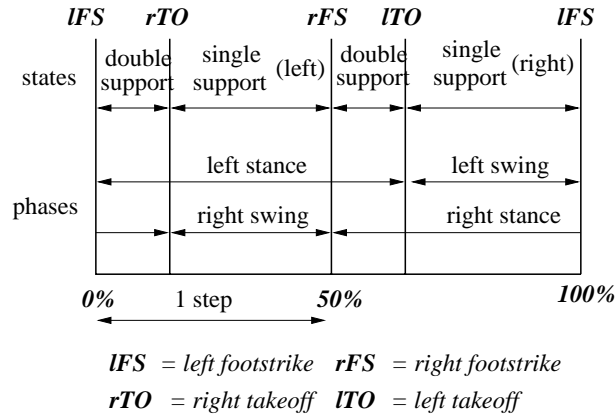 lFS rTO rFS lTO lFS
states double support single support (left) double support single support (right)
left stance left swing
phases
right swing right stance
0% 1 step 50% 100%
lFS = left footstrike rFS = right footstrike
rTO = right takeoff lTO = left takeoff